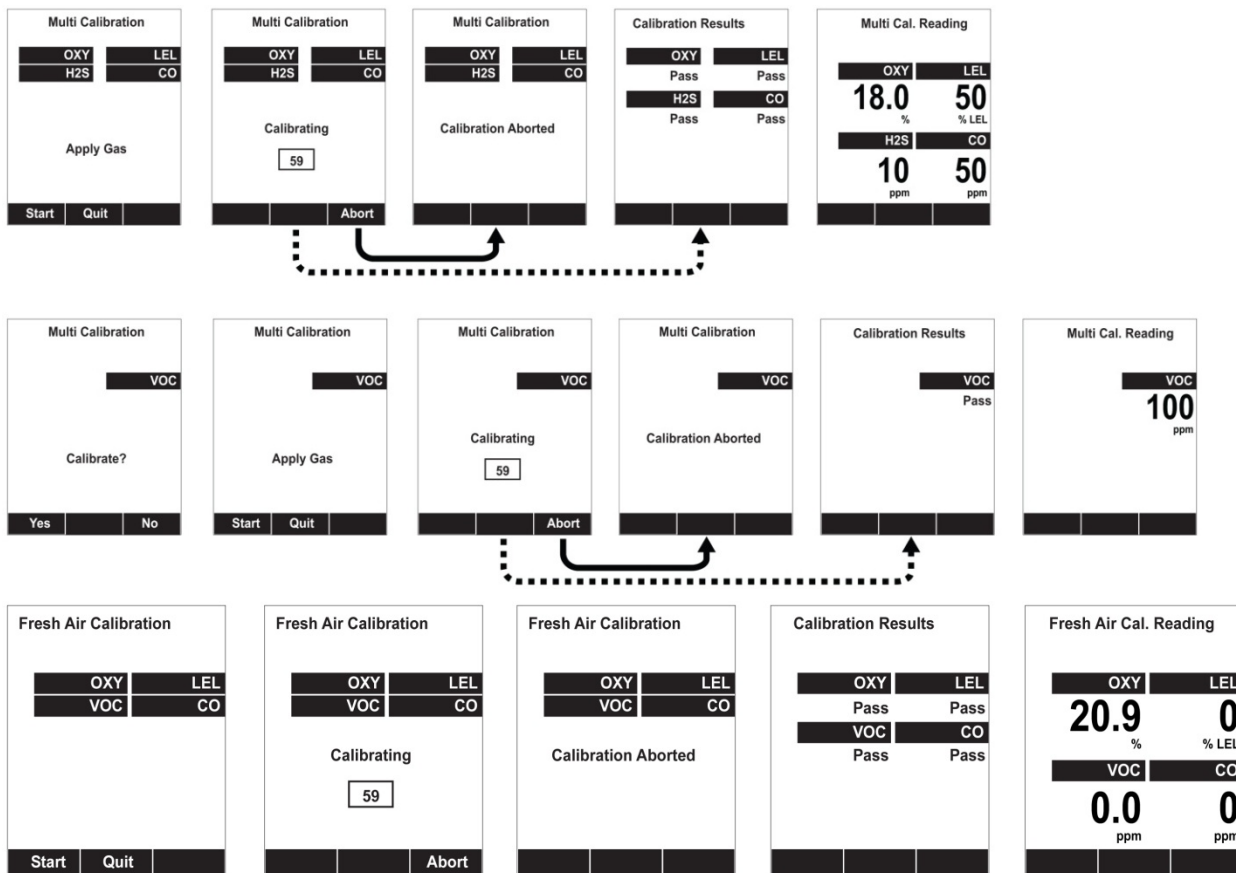 Multi Calibration
OXY LEL
H2S CO
Apply Gas
Start Quit
Multi Calibration
OXY LEL
H2S CO
Calibrating
59
Abort
Multi Calibration
OXY LEL
H2S CO
Calibration Aborted
Calibration Results
OXY LEL
Pass Pass
H2S CO
Pass Pass
Multi Cal. Reading
OXY LEL
18.0 50
% % LEL
H2S CO
10 50
ppm ppm
Multi Calibration
VOC
Calibrate?
Yes No
Multi Calibration
VOC
Apply Gas
Start Quit
Multi Calibration
VOC
Calibrating
59
Abort
Multi Calibration
VOC
Calibration Aborted
Calibration Results
VOC
Pass
Multi Cal. Reading
VOC
100
ppm
Fresh Air Calibration
OXY LEL
VOC CO
Start Quit
Fresh Air Calibration
OXY LEL
VOC CO
Calibrating
59
Abort
Fresh Air Calibration
OXY LEL
VOC CO
Calibration Aborted
Calibration Results
OXY LEL
Pass Pass
VOC CO
Pass Pass
Fresh Air Cal. Reading
OXY LEL
20.9 0
% % LEL
VOC CO
0.0 0
ppm ppm